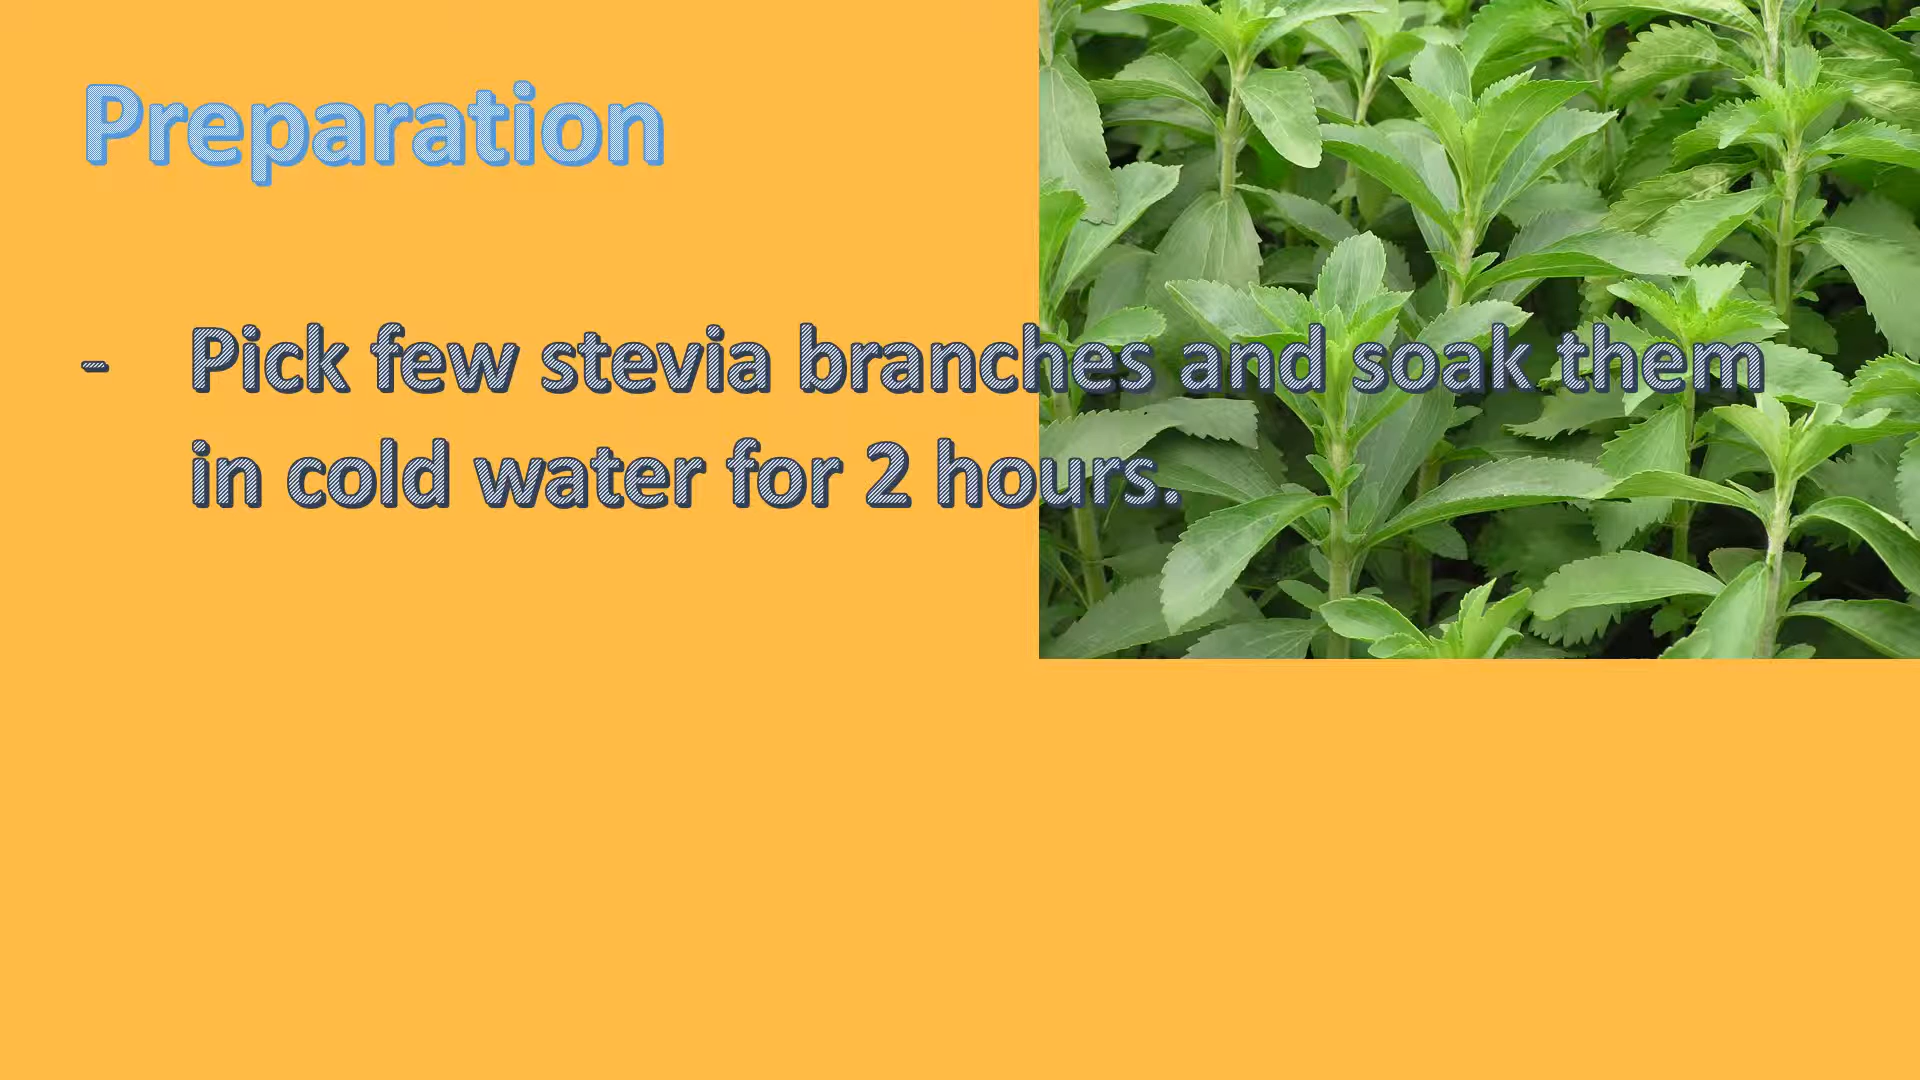 Preparation
- Pick few stevia branches and soak them
in cold water for 2 hours.